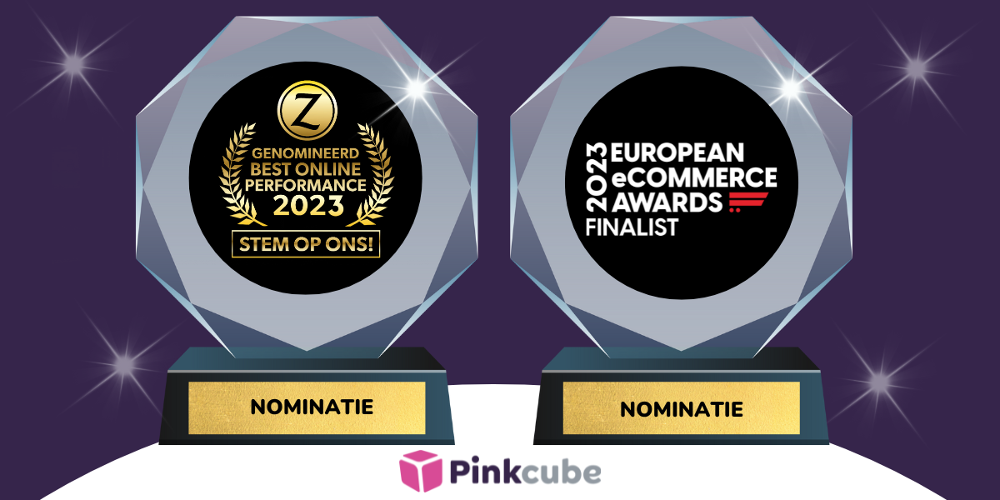 Z
GENOMINEERD
BEST ONLINE
PERFORMANCE
2023
STEM OP ONS!
NOMINATIE
2023
EUROPEAN
eCOMMERCE
AWARDS
FINALIST
NOMINATIE
Pinkcube